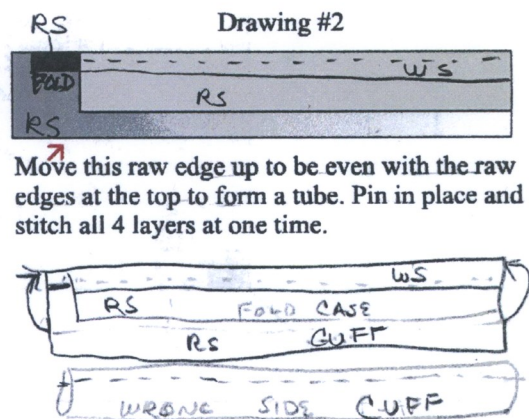 RS
Drawing #2
WS
FOLD
RS
RS
Move this raw edge up to be even with the raw
edges at the top to form a tube. Pin in place and
stitch all 4 layers at one time.
WS
RS FOLD CASE
RS CUFF
WRONG SIDE CUFF